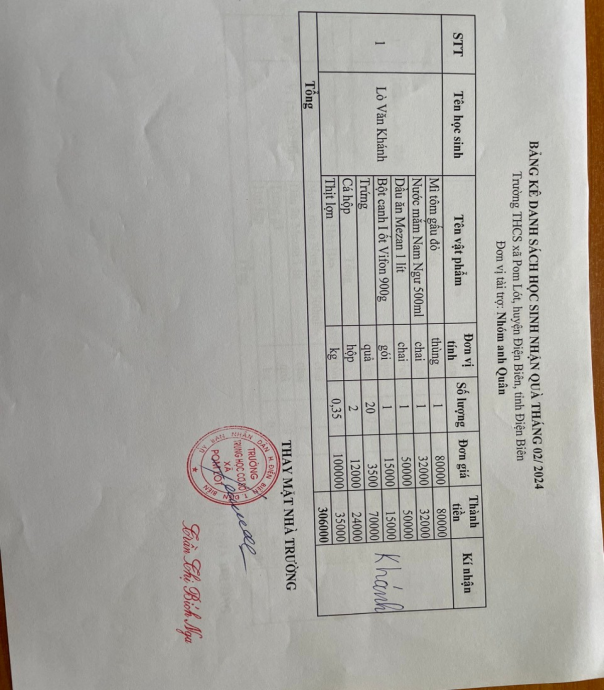 BẢNG KÊ DANH SÁCH HỌC SINH NHẬN QUÀ THÁNG 02/ 2024
Trường THCS xã Pom Lót, huyện Điện Biên, tỉnh Điện Biên
Đơn vị tài trợ: Nhóm anh Quân
STT Tên học sinh Tên vật phẩm Đơn vị tính Số lượng Đơn giá Thành tiền Kí nhận
1 Lò Văn Khánh
Mì tôm gấu đỏ thùng 1 80000 80000
Nước mắm Nam Ngư 500ml chai 1 32000 32000
Dầu ăn Mezan 1 lít chai 1 50000 50000
Bột canh I ốt Vifon 900g gói 1 15000 15000
Trứng quả 20 3500 70000
Cá hộp hộp 2 12000 24000
Thịt lợn kg 0,35 100000 35000
Khánh
Tổng 306000
THAY MẶT NHÀ TRƯỜNG
TRƯỜNG
TRUNG HỌC CƠ SỞ
XÃ
POM LÓT
Trần Thị Bích Nga